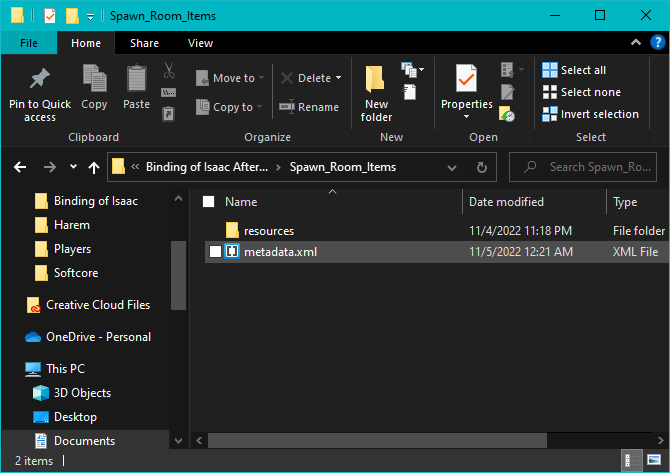 Spawn_Room_Items
File Home Share View
Pin to Quick access
Copy
Paste
Clipboard
Move to
Copy to
Delete
Rename
Organize
New folder
New
Properties
Open
Select all
Select none
Invert selection
Select
« Binding of Isaac After... Spawn_Room_Items
Search Spawn_Ro...
Binding of Isaac
Harem
Players
Softcore
Creative Cloud Files
OneDrive - Personal
This PC
3D Objects
Desktop
Documents
Name Date modified Type
resources 11/4/2022 11:18 PM File folder
metadata.xml 11/5/2022 12:21 AM XML File
2 items